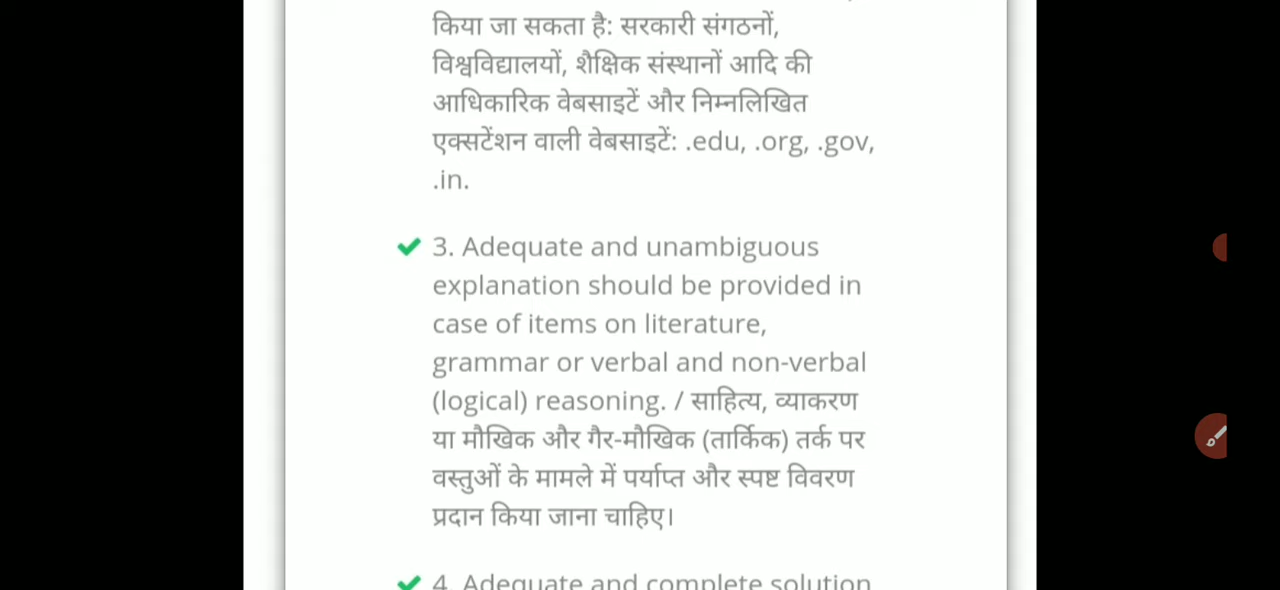 किया जा सकता है: सरकारी संगठनों,
विश्वविद्यालयों, शैक्षिक संस्थानों आदि की
आधिकारिक वेबसाइटें और निम्नलिखित
एक्सटेंशन वाली वेबसाइटें: .edu, .org, .gov,
.in.
3. Adequate and unambiguous
explanation should be provided in
case of items on literature,
grammar or verbal and non-verbal
(logical) reasoning. / साहित्य, व्याकरण
या मौखिक और गैर-मौखिक (तार्किक) तर्क पर
वस्तुओं के मामले में पर्याप्त और स्पष्ट विवरण
प्रदान किया जाना चाहिए।
4. Adequate and complete solution